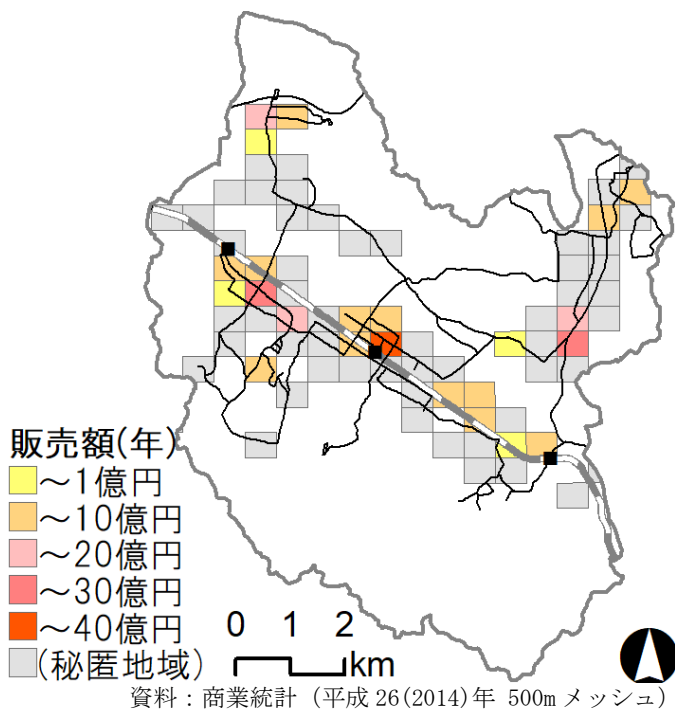 販売額(年)
～1億円
～10億円
～20億円
～30億円
～40億円
(秘匿地域)
0 1 2
km
資料：商業統計（平成26(2014)年 500mメッシュ）